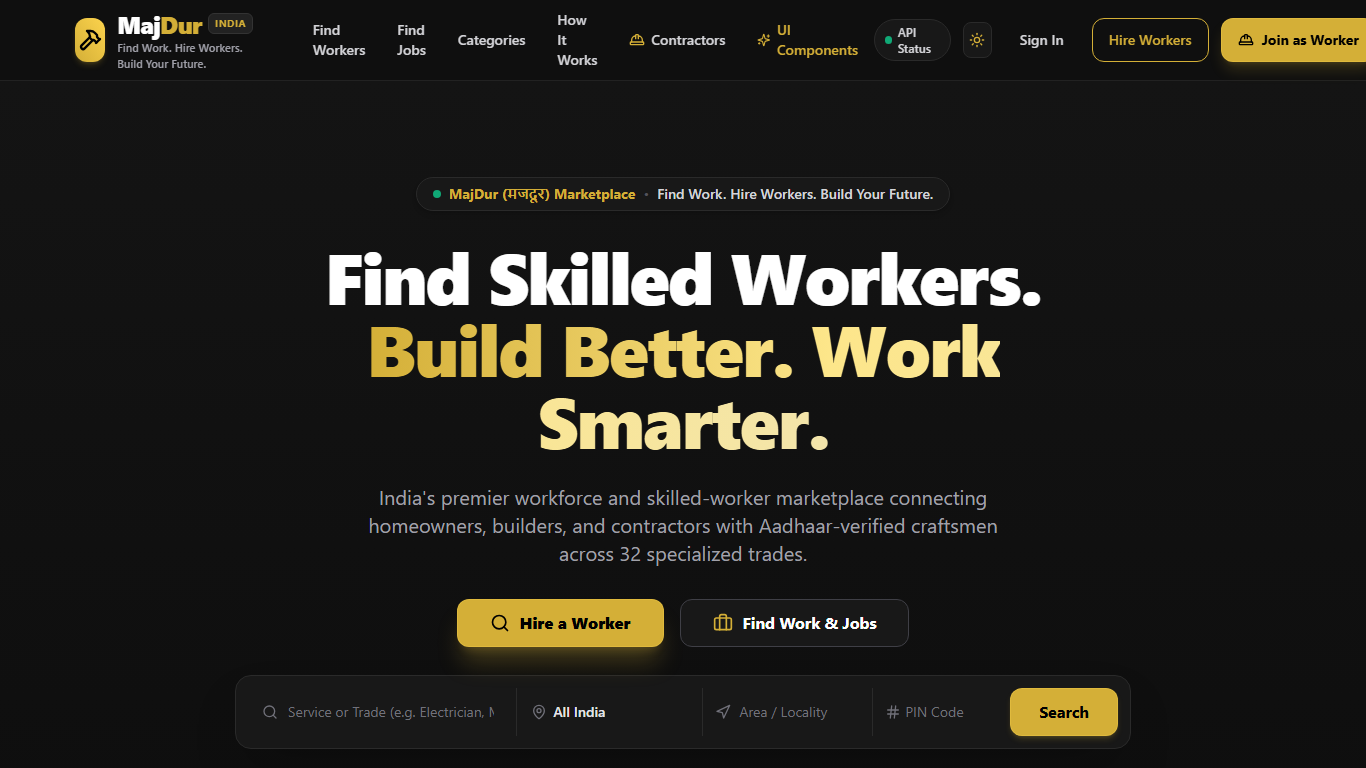 MajDur INDIA
Find Work. Hire Workers.
Build Your Future.
Find
Workers
Find
Jobs
Categories
How
It
Works
Contractors
UI
Components
API
Status
Sign In
Hire Workers
Join as Worker
MajDur (मजदूर) Marketplace • Find Work. Hire Workers. Build Your Future.
Find Skilled Workers.
Build Better. Work
Smarter.
India's premier workforce and skilled-worker marketplace connecting
homeowners, builders, and contractors with Aadhaar-verified craftsmen
across 32 specialized trades.
Hire a Worker
Find Work & Jobs
Service or Trade (e.g. Electrician,
All India
Area / Locality
PIN Code
Search